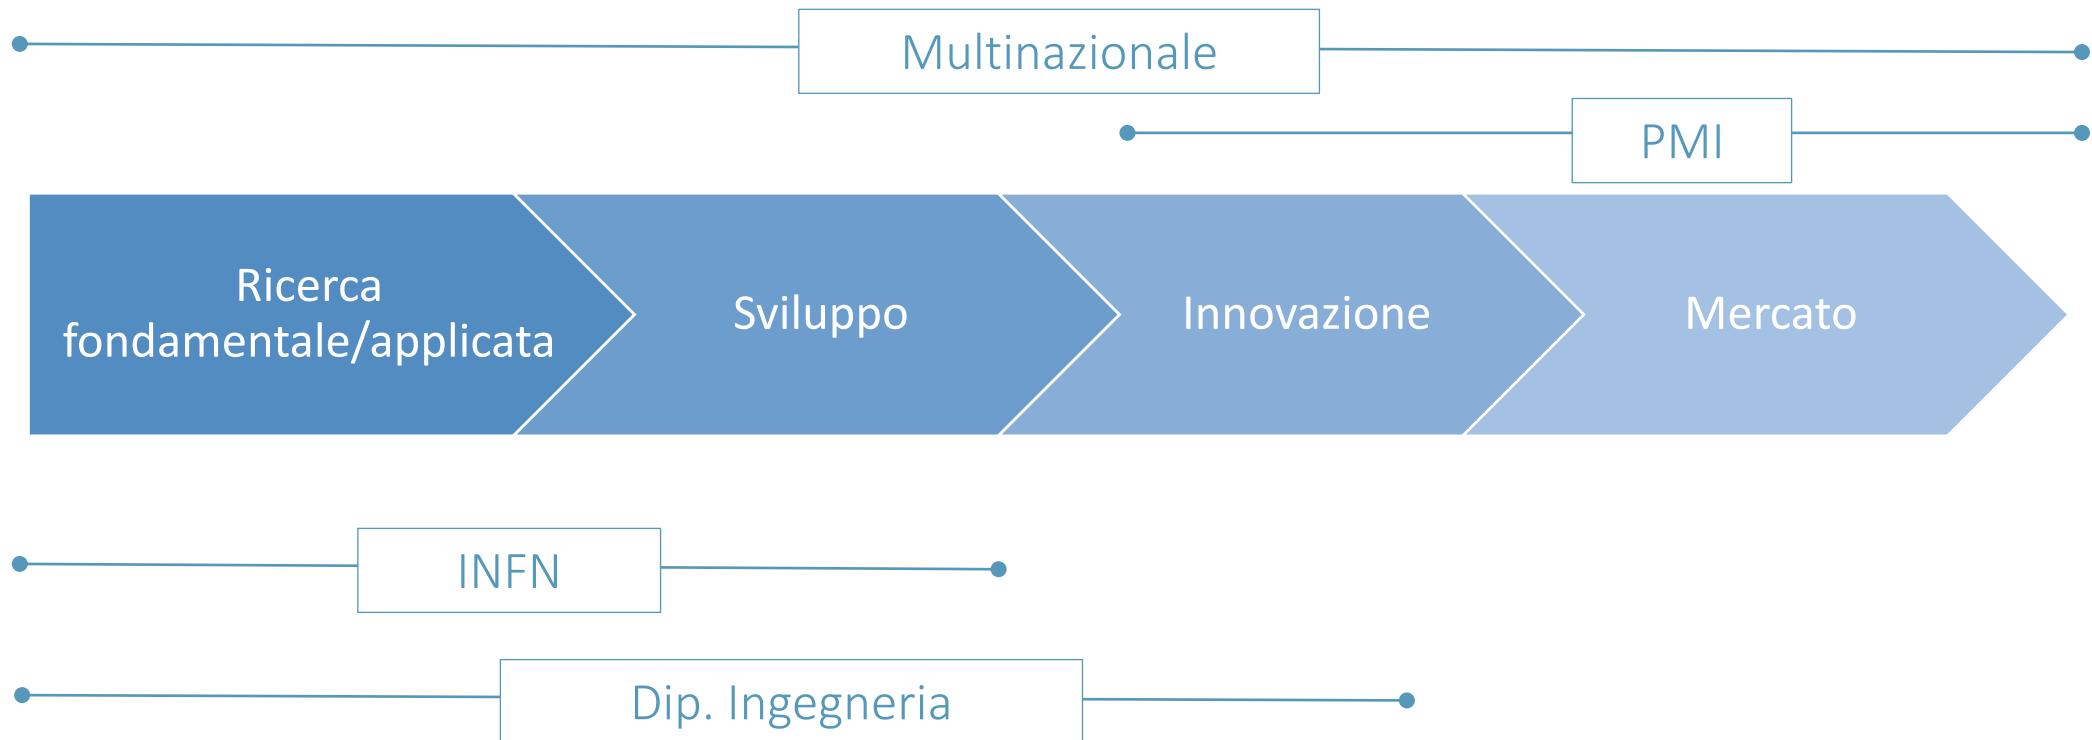 Multinazionale
PMI
Ricerca
fondamentale/applicata
Sviluppo
Innovazione
Mercato
INFN
Dip. Ingegneria